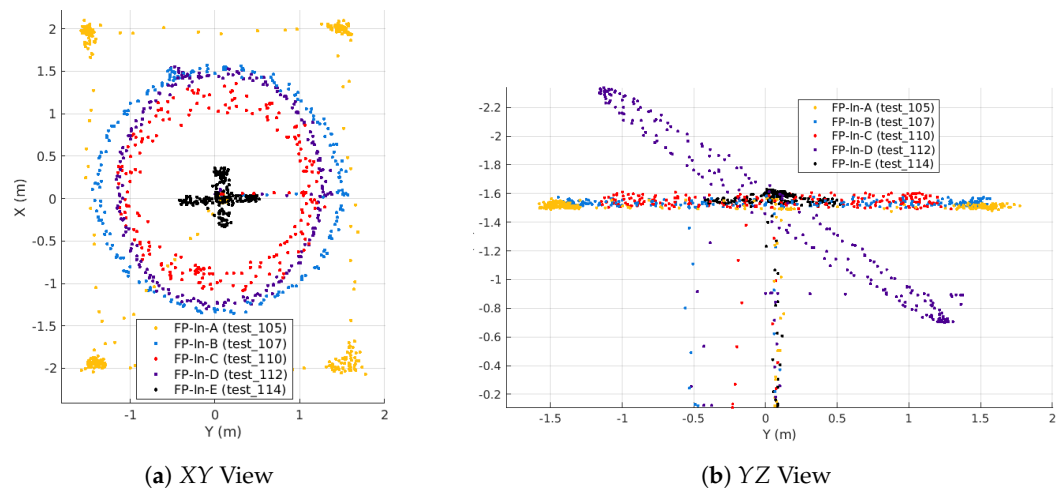 2
1.5
1
0.5
0
-0.5
-1
-1.5
-2
X (m)
FP-In-A (test_105)
FP-In-B (test_107)
FP-In-C (test_110)
FP-In-D (test_112)
FP-In-E (test_114)
-1 0 1 2
Y (m)
(a) XY View
-2.2
-2
-1.8
-1.6
-1.4
-1.2
-1
-0.8
-0.6
-0.4
-0.2
FP-In-A (test_105)
FP-In-B (test_107)
FP-In-C (test_110)
FP-In-D (test_112)
FP-In-E (test_114)
-1.5 -1 -0.5 0 0.5 1 1.5 2
Y (m)
(b) YZ View